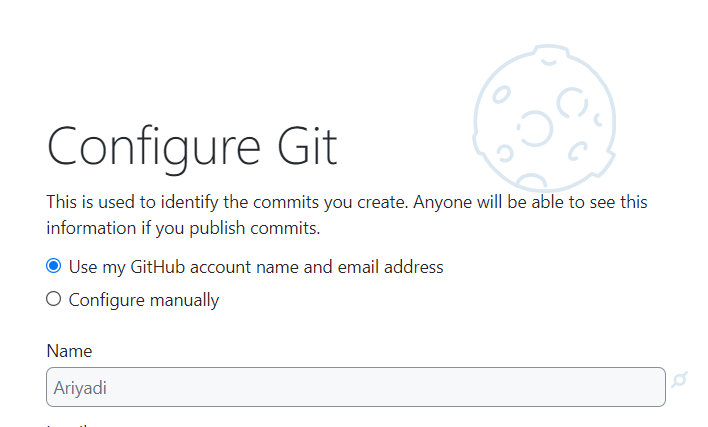 Configure Git
This is used to identify the commits you create. Anyone will be able to see this
information if you publish commits.
Use my GitHub account name and email address
Configure manually
Name
Ariyadi